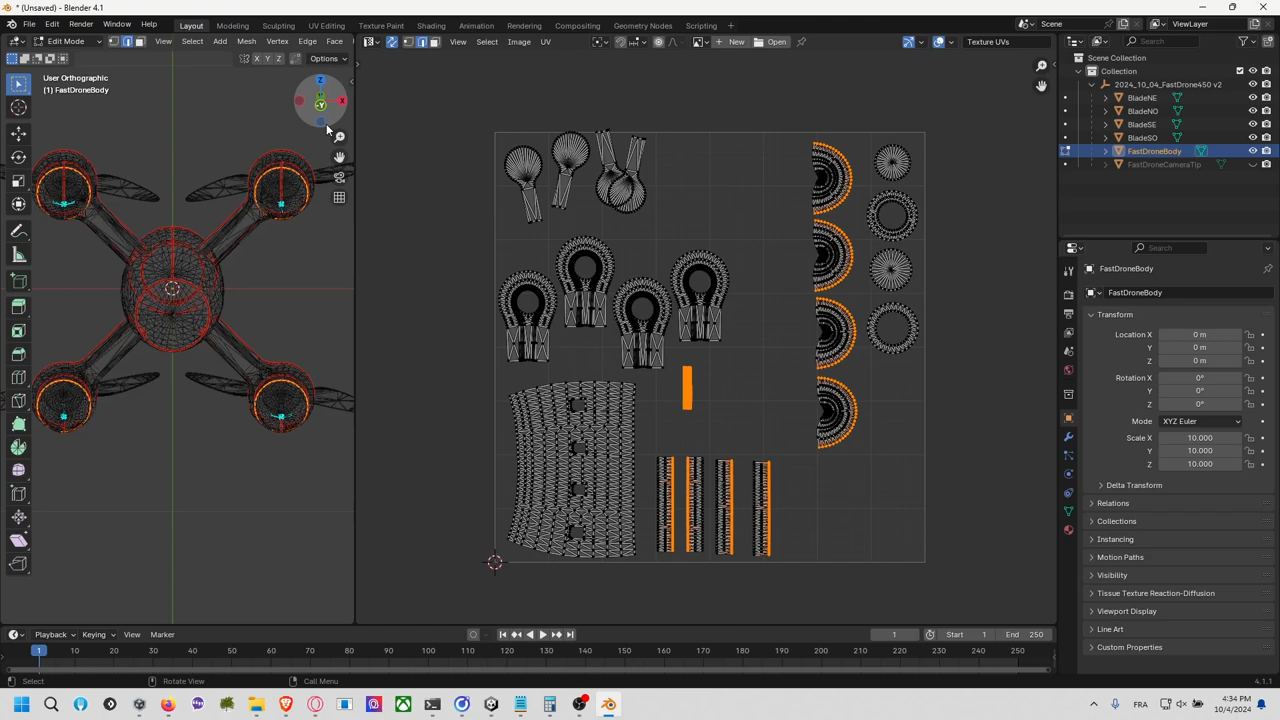 * (Unsaved) - Blender 4.1
File Edit Render Window Help Layout Modeling Sculpting UV Editing Texture Paint Shading Animation Rendering Compositing Geometry Nodes Scripting + Scene ViewLayer
Edit Mode View Select Add Mesh Vertex Edge Face View Select Image UV New Open Texture UVs Search
X Y Z Options
User Orthographic
(1) FastDroneBody
Z
X
-Y
Scene Collection
Collection
2024_10_04_FastDrone450 v2
BladeNE
BladeNO
BladeSE
BladeSO
FastDroneBody
FastDroneCameraTip
Search
FastDroneBody
FastDroneBody
Transform
Location X 0 m
Y 0 m
Z 0 m
Rotation X 0°
Y 0°
Z 0°
Mode XYZ Euler
Scale X 10.000
Y 10.000
Z 10.000
Delta Transform
Relations
Collections
Instancing
Motion Paths
Visibility
Tissue Texture Reaction-Diffusion
Viewport Display
Line Art
Custom Properties
Playback Keying View Marker 1 Start 1 End 250
1 10 20 30 40 50 60 70 80 90 100 110 120 130 140 150 160 170 180 190 200 210 220 230 240 250
Select Rotate View Call Menu 4.1.1
FRA 4:34 PM
10/4/2024